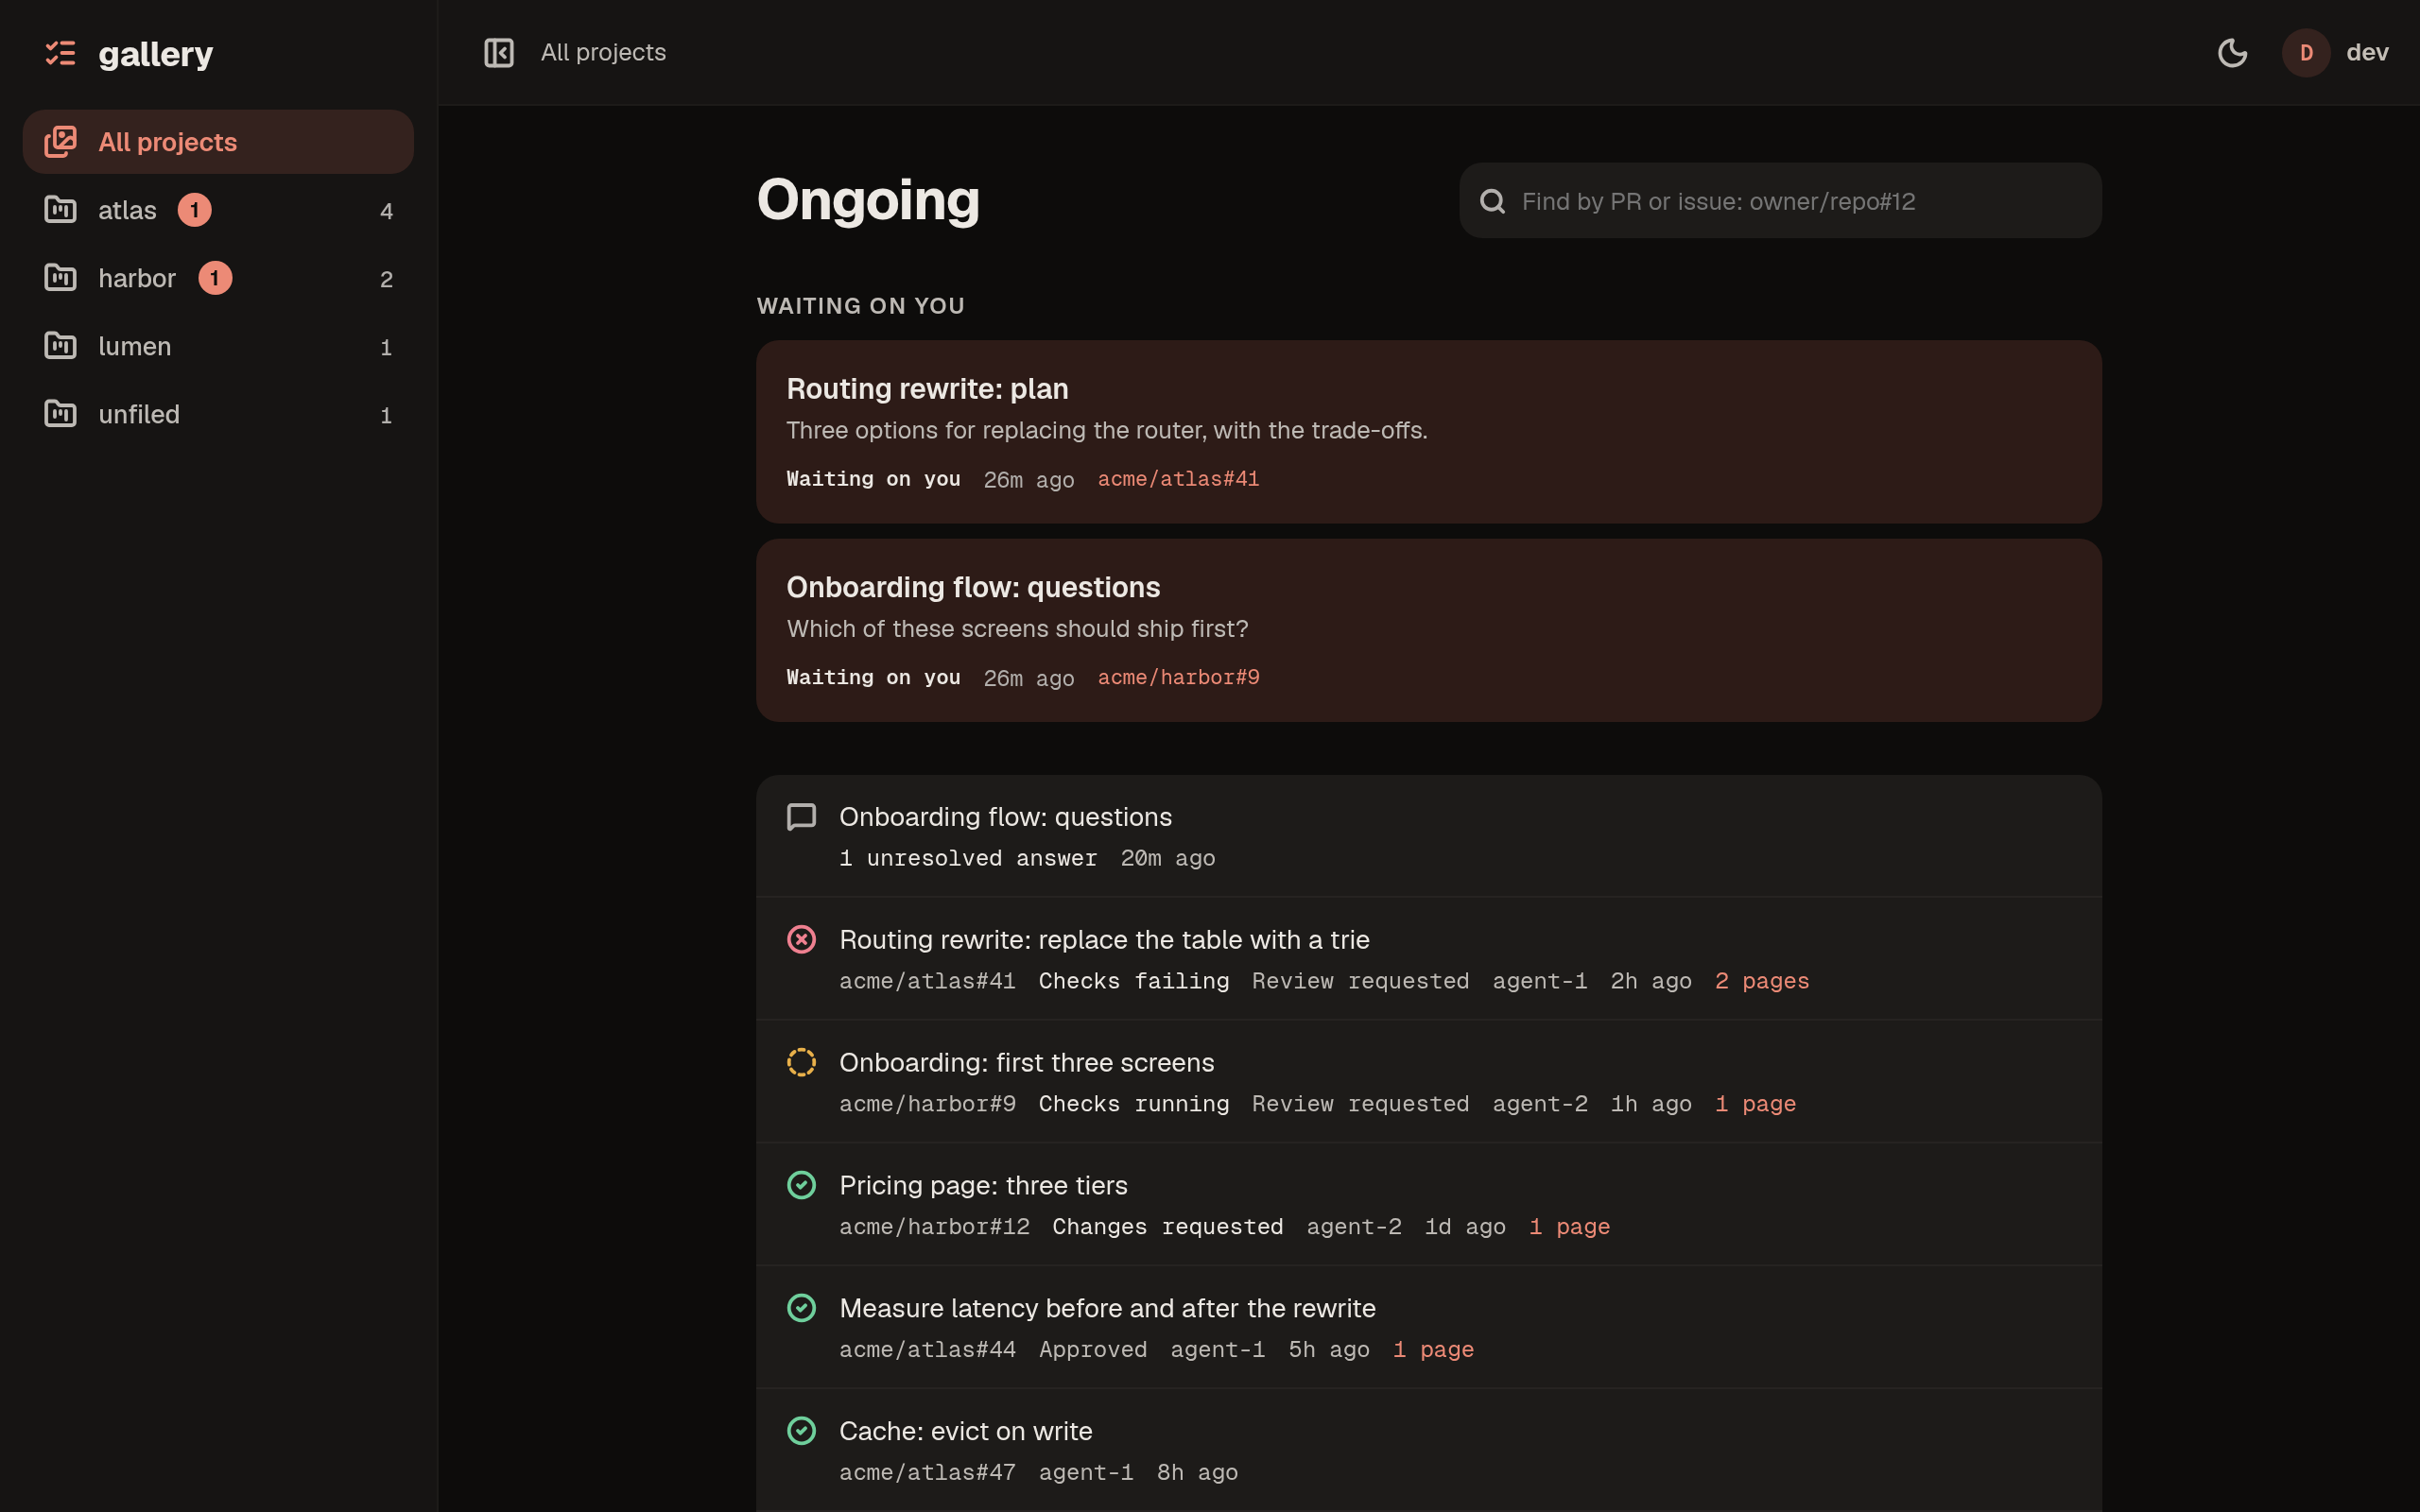 gallery
All projects
atlas 1 4
harbor 1 2
lumen 1
unfiled 1
All projects
D dev
Ongoing
Find by PR or issue: owner/repo#12
WAITING ON YOU
Routing rewrite: plan
Three options for replacing the router, with the trade-offs.
Waiting on you 26m ago acme/atlas#41
Onboarding flow: questions
Which of these screens should ship first?
Waiting on you 26m ago acme/harbor#9
Onboarding flow: questions
1 unresolved answer 20m ago
Routing rewrite: replace the table with a trie
acme/atlas#41 Checks failing Review requested agent-1 2h ago 2 pages
Onboarding: first three screens
acme/harbor#9 Checks running Review requested agent-2 1h ago 1 page
Pricing page: three tiers
acme/harbor#12 Changes requested agent-2 1d ago 1 page
Measure latency before and after the rewrite
acme/atlas#44 Approved agent-1 5h ago 1 page
Cache: evict on write
acme/atlas#47 agent-1 8h ago